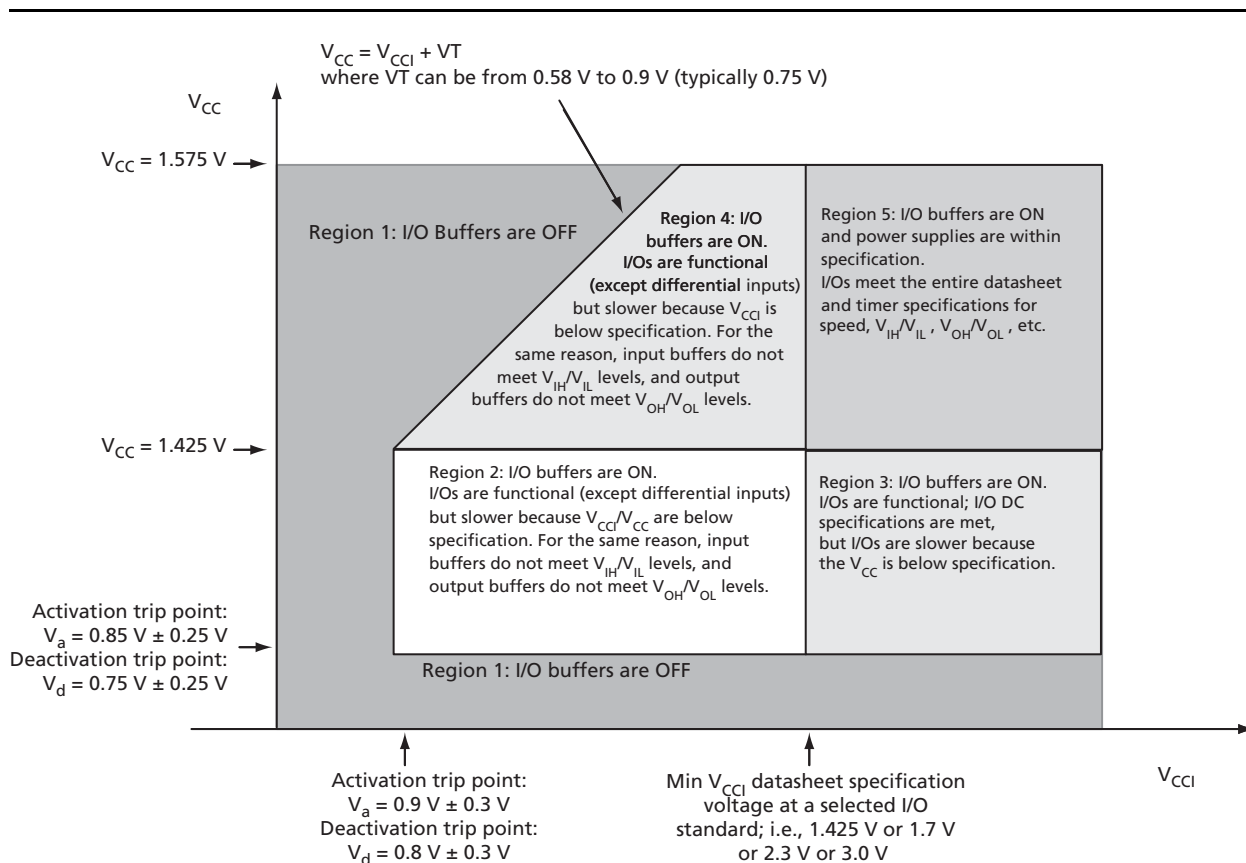 V_CC = V_CCI + VT
where VT can be from 0.58 V to 0.9 V (typically 0.75 V)
V_CC
V_CC = 1.575 V
Region 1: I/O Buffers are OFF
Region 4: I/O
buffers are ON.
I/Os are functional
(except differential inputs)
but slower because V_CCI is
below specification. For the
same reason, input buffers do not
meet V_IH/V_IL levels, and output
buffers do not meet V_OH/V_OL levels.
Region 5: I/O buffers are ON
and power supplies are within
specification.
I/Os meet the entire datasheet
and timer specifications for
speed, V_IH/V_IL , V_OH/V_OL , etc.
V_CC = 1.425 V
Region 2: I/O buffers are ON.
I/Os are functional (except differential inputs)
but slower because V_CCI/V_CC are below
specification. For the same reason, input
buffers do not meet V_IH/V_IL levels, and
output buffers do not meet V_OH/V_OL levels.
Region 3: I/O buffers are ON.
I/Os are functional; I/O DC
specifications are met,
but I/Os are slower because
the V_CC is below specification.
Activation trip point:
V_a = 0.85 V ± 0.25 V
Deactivation trip point:
V_d = 0.75 V ± 0.25 V
Region 1: I/O buffers are OFF
Activation trip point:
V_a = 0.9 V ± 0.3 V
Deactivation trip point:
V_d = 0.8 V ± 0.3 V
Min V_CCI datasheet specification
voltage at a selected I/O
standard; i.e., 1.425 V or 1.7 V
or 2.3 V or 3.0 V
V_CCI